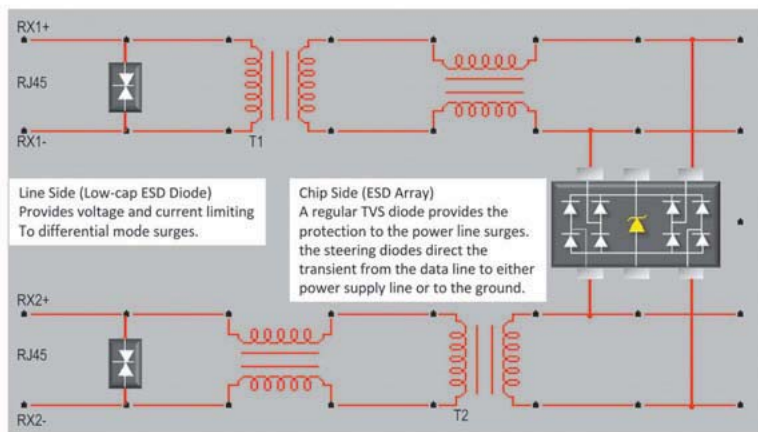 RX1+
RJ45
RX1-
T1
Line Side (Low-cap ESD Diode)
Provides voltage and current limiting
To differential mode surges.
Chip Side (ESD Array)
A regular TVS diode provides the
protection to the power line surges.
the steering diodes direct the
transient from the data line to either
power supply line or to the ground.
RX2+
RJ45
RX2-
T2